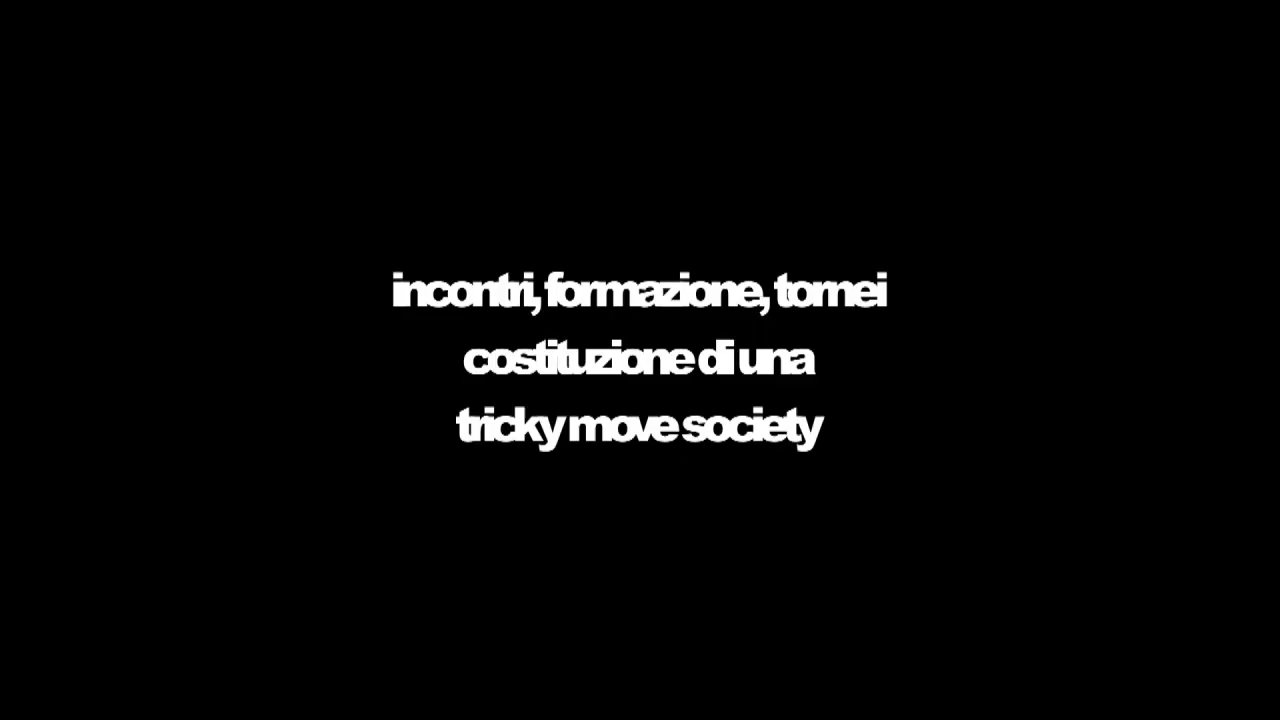 incontri, formazione, tornei
costituzione di una
tricky move society